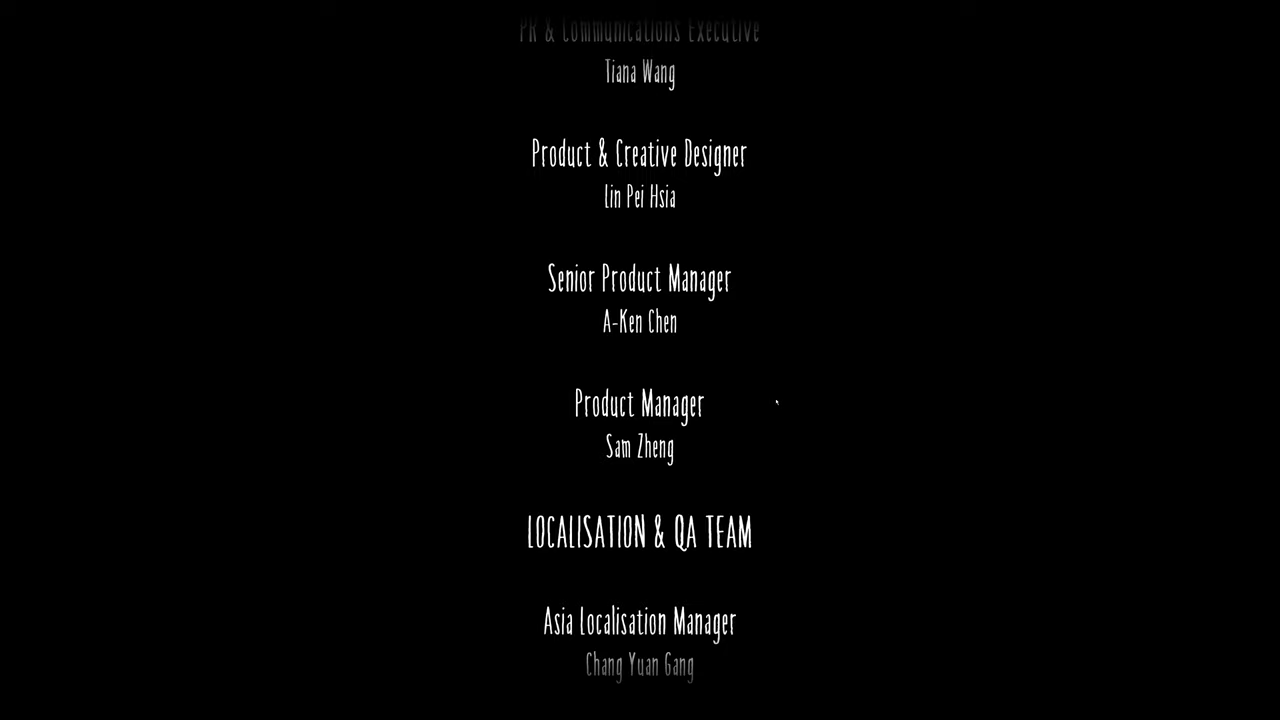 PR & Communications Executive
Tiana Wang
Product & Creative Designer
Lin Pei Hsia
Senior Product Manager
A-Ken Chen
Product Manager
Sam Zheng
LOCALISATION & QA TEAM
Asia Localisation Manager
Chang Yuan Gang